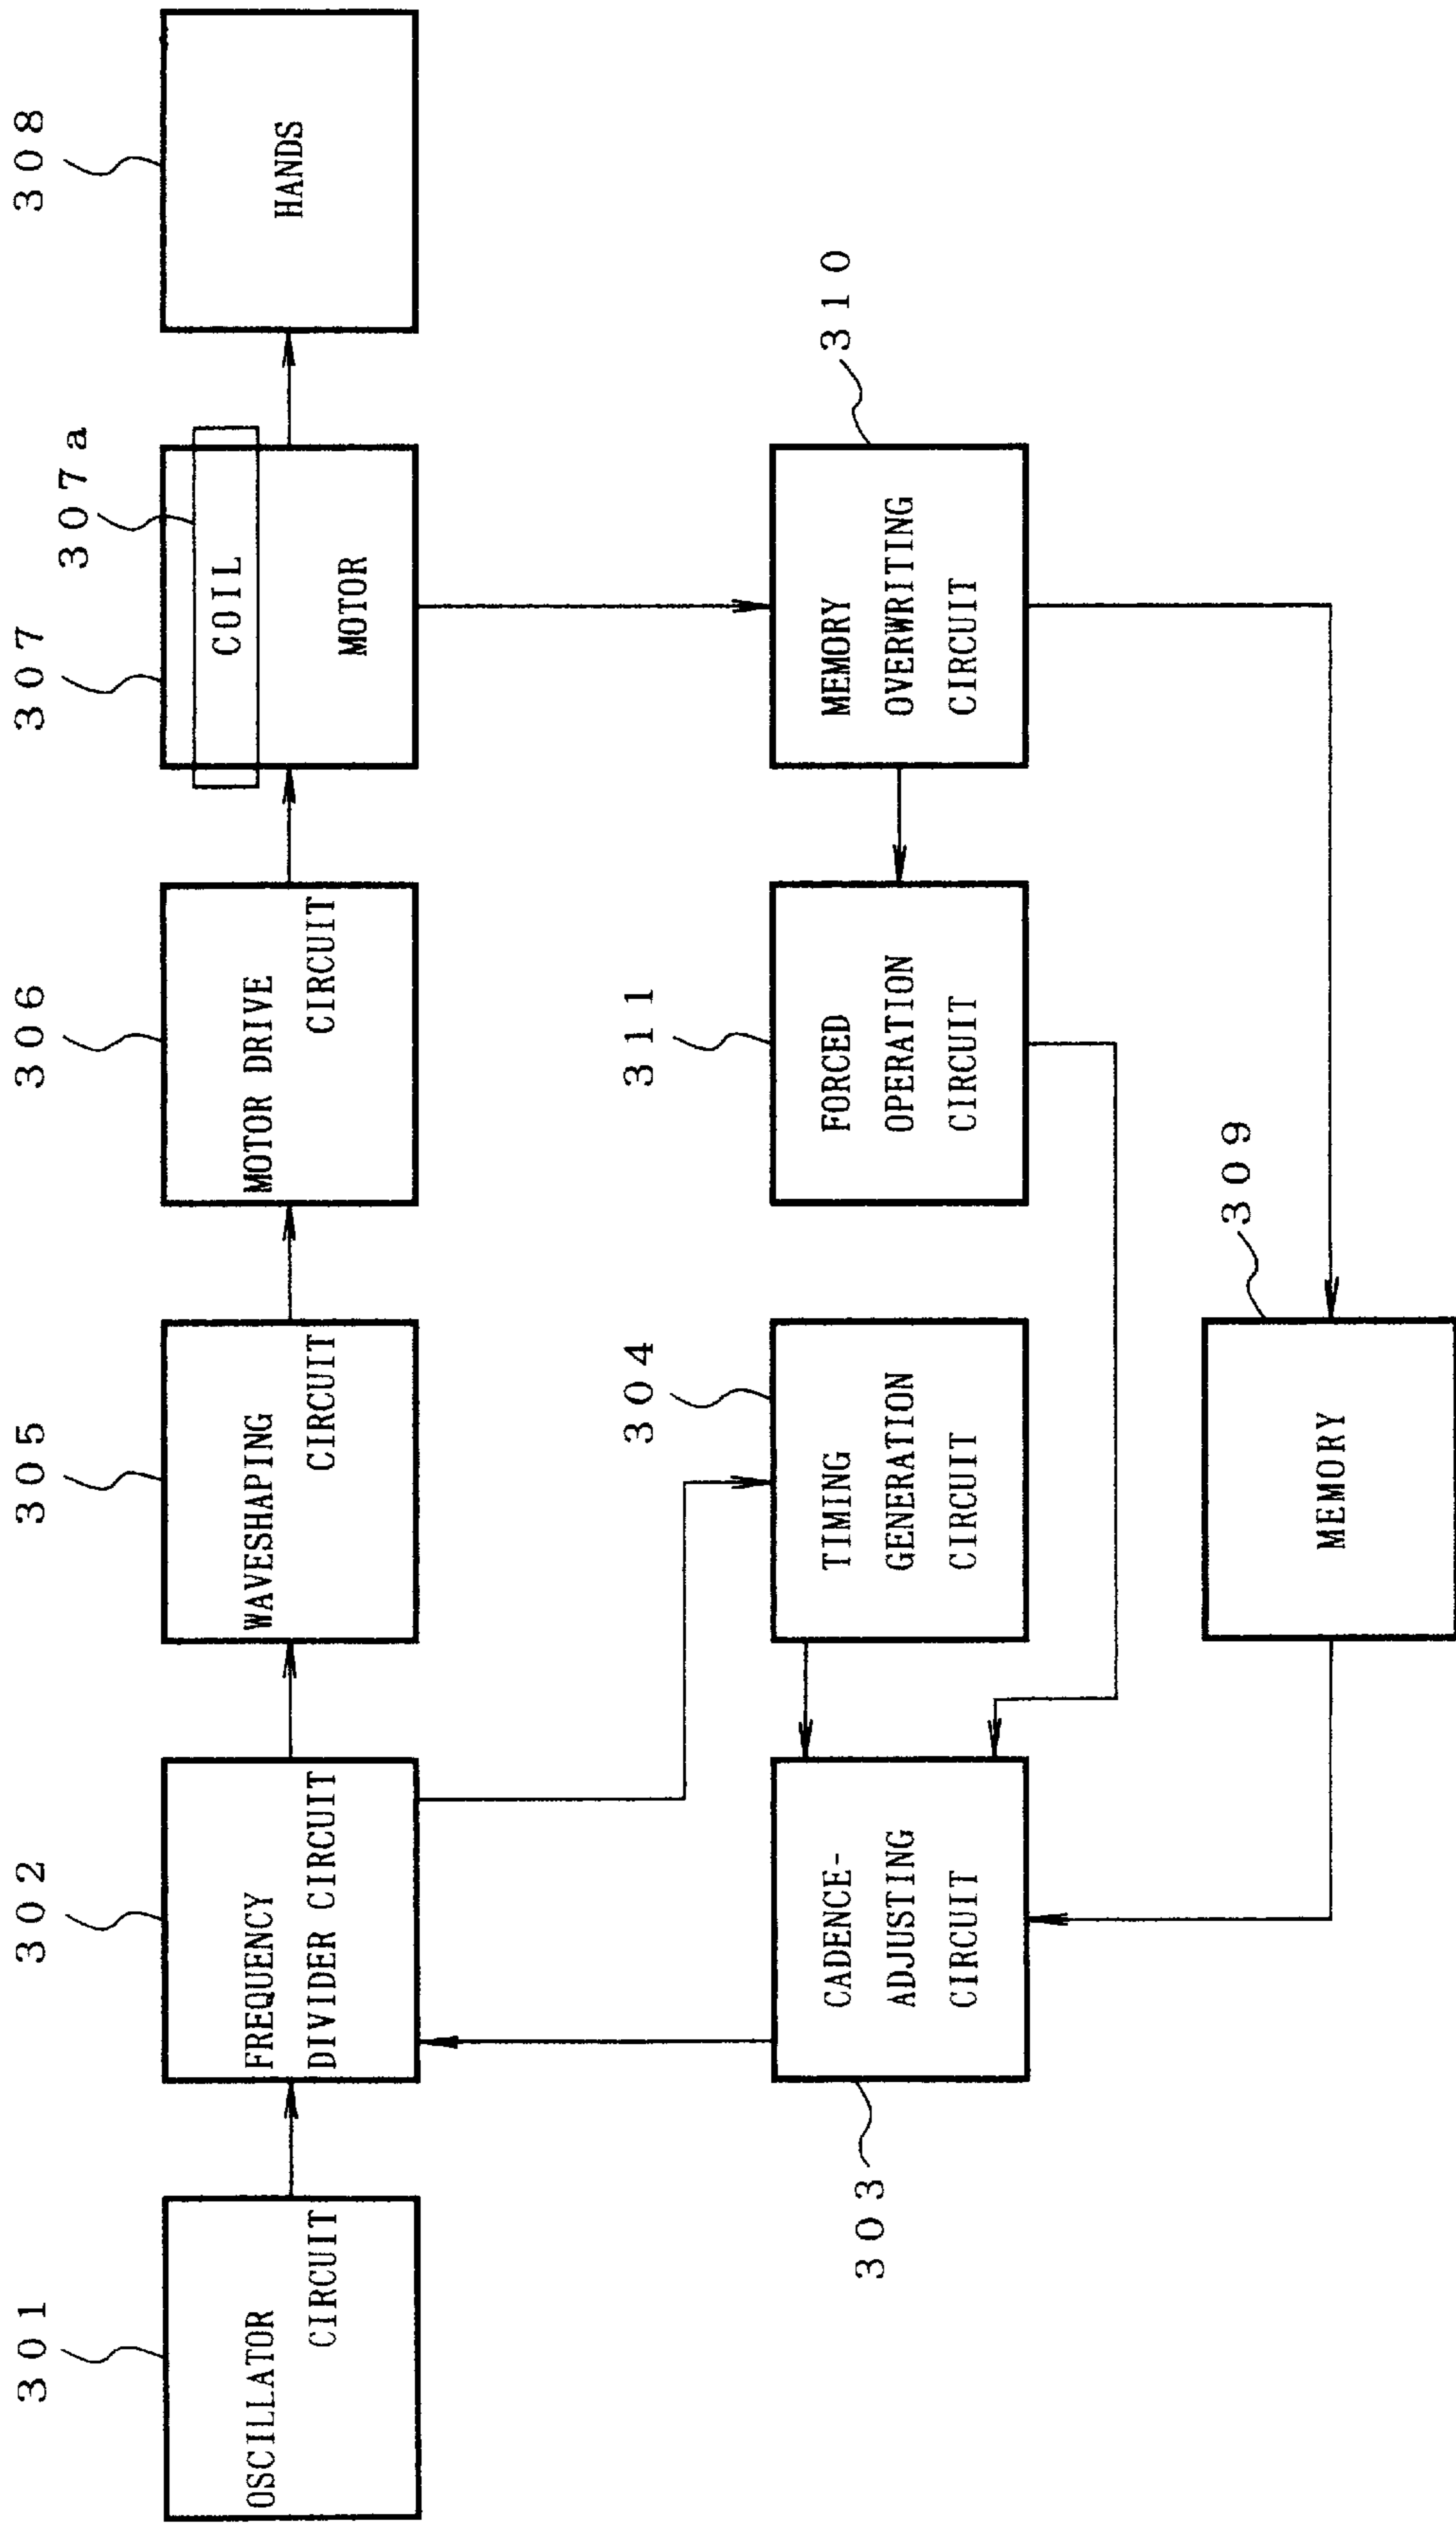 301
302
305
306
307
307a
308
OSCILLATOR
CIRCUIT
FREQUENCY
DIVIDER CIRCUIT
WAVESHAPING
CIRCUIT
MOTOR DRIVE
CIRCUIT
COIL
MOTOR
HANDS
303
304
311
310
CADENCE-
ADJUSTING
CIRCUIT
TIMING
GENERATION
CIRCUIT
FORCED
OPERATION
CIRCUIT
MEMORY
OVERWRITING
CIRCUIT
309
MEMORY